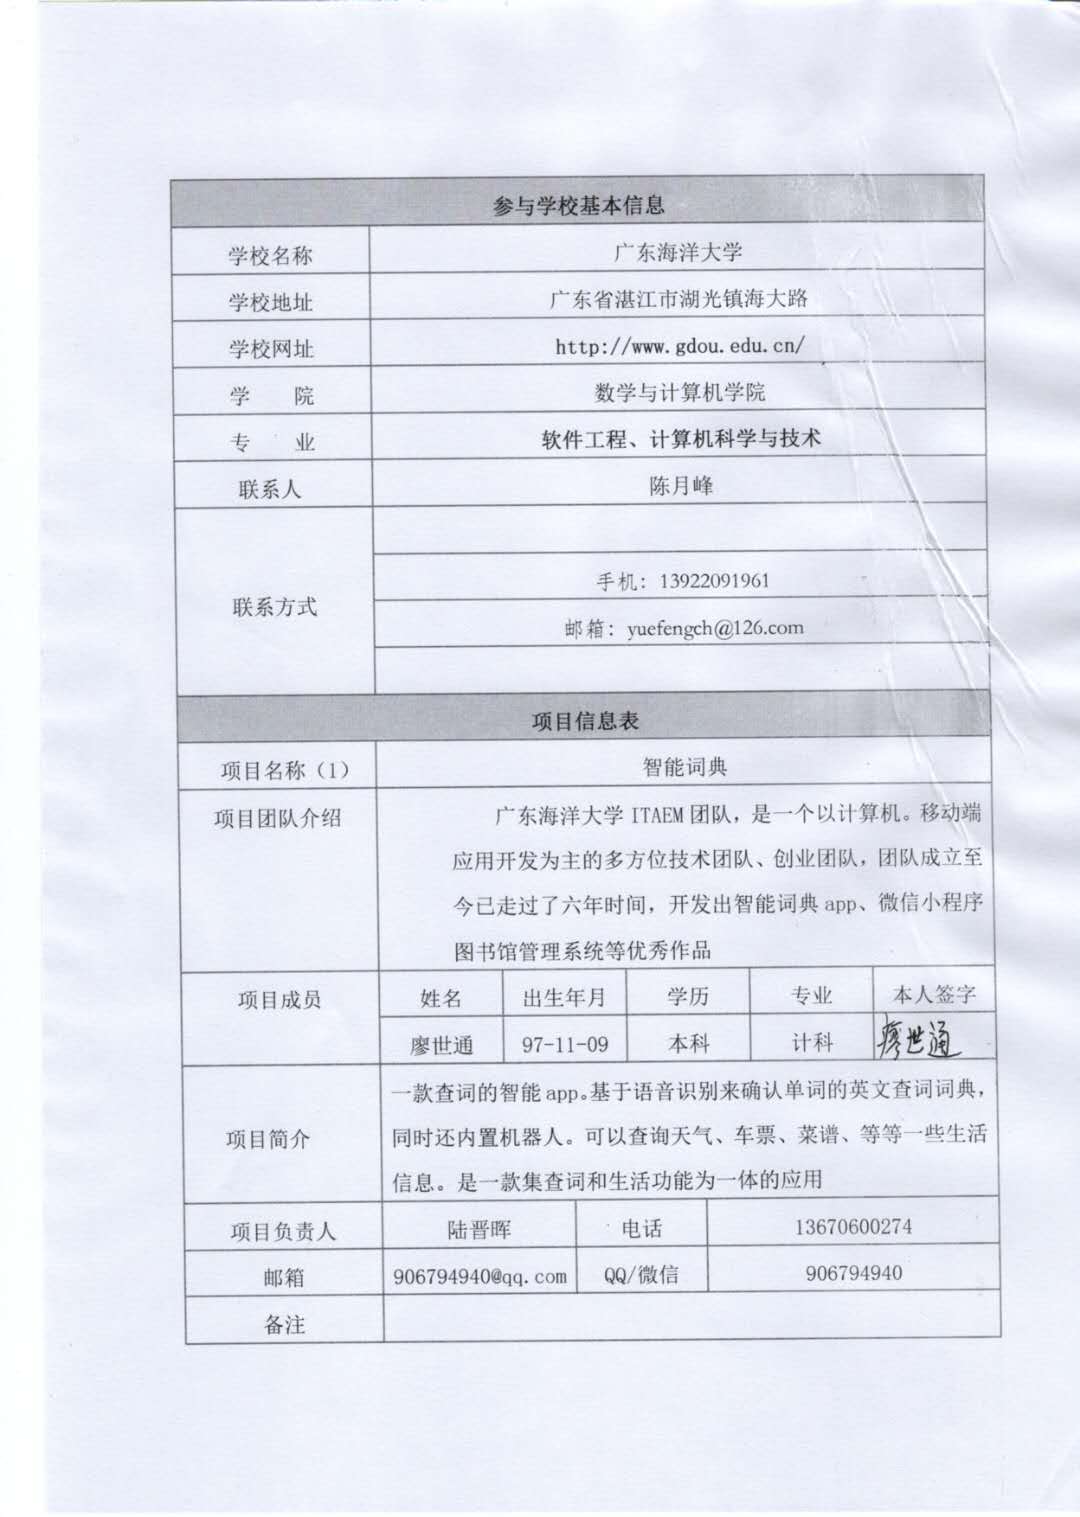 参与学校基本信息
学校名称 广东海洋大学
学校地址 广东省湛江市湖光镇海大路
学校网址 http://www.gdou.edu.cn/
学 院 数学与计算机学院
专 业 软件工程、计算机科学与技术
联系人 陈月峰
联系方式
手机：13922091961
邮箱：yuefengch@126.com
项目信息表
项目名称（1） 智能词典
项目团队介绍 广东海洋大学 ITAEM 团队，是一个以计算机。移动端
应用开发为主的多方位技术团队、创业团队，团队成立至
今已走过了六年时间，开发出智能词典 app、微信小程序
图书馆管理系统等优秀作品
项目成员 姓名 出生年月 学历 专业 本人签字
廖世通 97-11-09 本科 计科 廖世通
一款查词的智能 app。基于语音识别来确认单词的英文查词词典，
项目简介 同时还内置机器人。可以查询天气、车票、菜谱、等等一些生活
信息。是一款集查词和生活功能为一体的应用
项目负责人 陆晋晖 电话 13670600274
邮箱 906794940@qq.com QQ/微信 906794940
备注